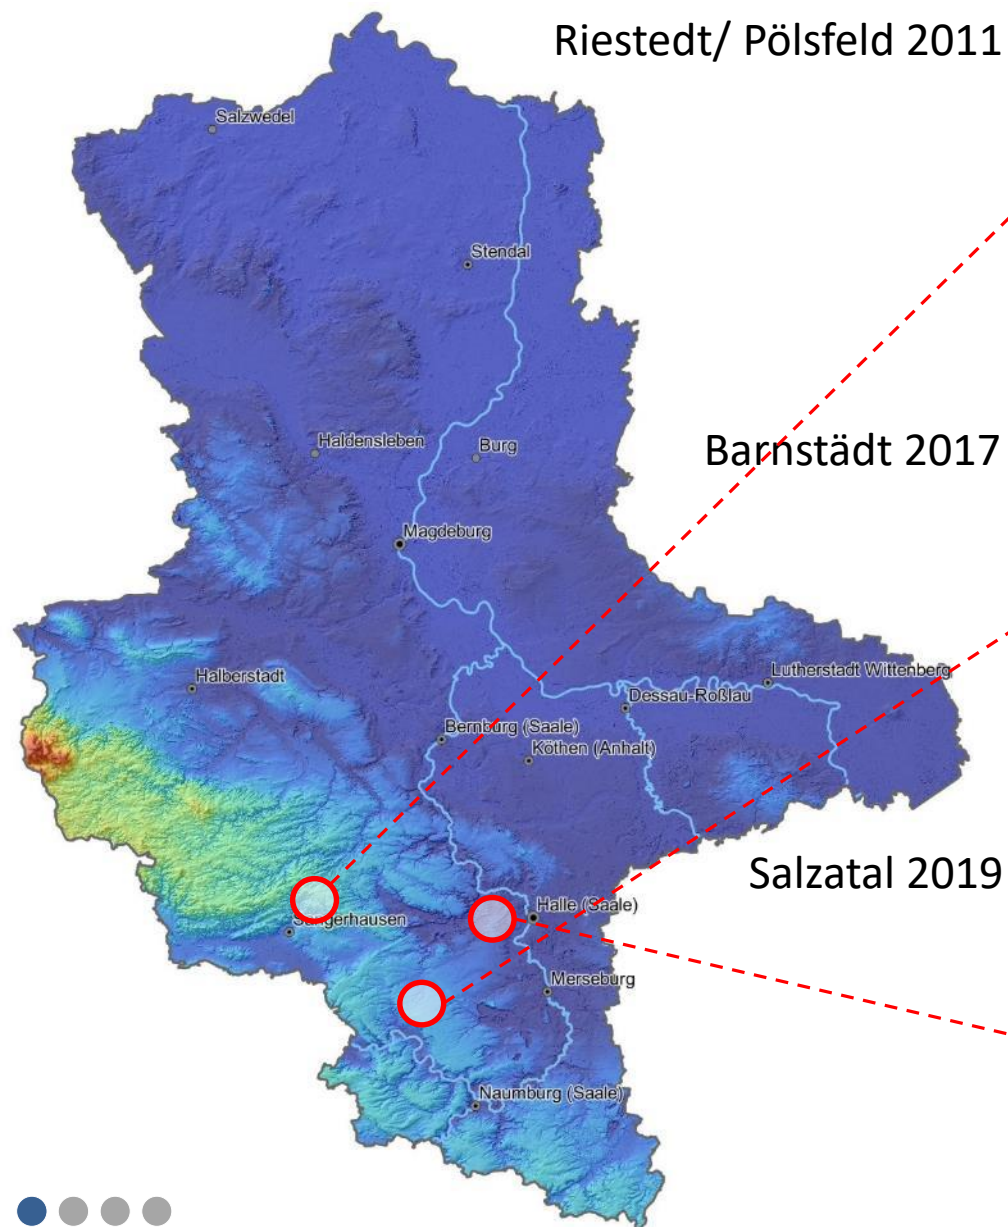 Riestedt/ Pölsfeld 2011
Salzwedel
Stendal
Haldensleben
Burg
Barnstädt 2017
Magdeburg
Halberstadt
Lutherstadt Wittenberg
Dessau-Roßlau
Bernburg (Saale)
Köthen (Anhalt)
Salzatal 2019
Halle (Saale)
Sangerhausen
Merseburg
Naumburg (Saale)